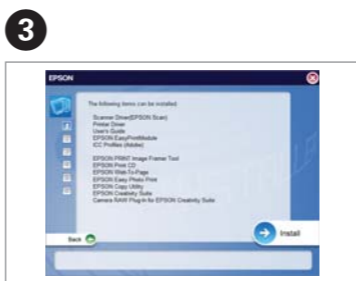 3
EPSON
The following items can be installed.
Scanner Driver(EPSON Scan)
Printer Driver
User's Guide
EPSON EasyPrintModule
ICC Profiles (Adobe)
EPSON PRINT Image Framer Tool
EPSON Print CD
EPSON Web-To-Page
EPSON Easy Photo Print
EPSON Copy Utility
EPSON Creativity Suite
Camera RAW Plug-In for EPSON Creativity Suite
Install
Back